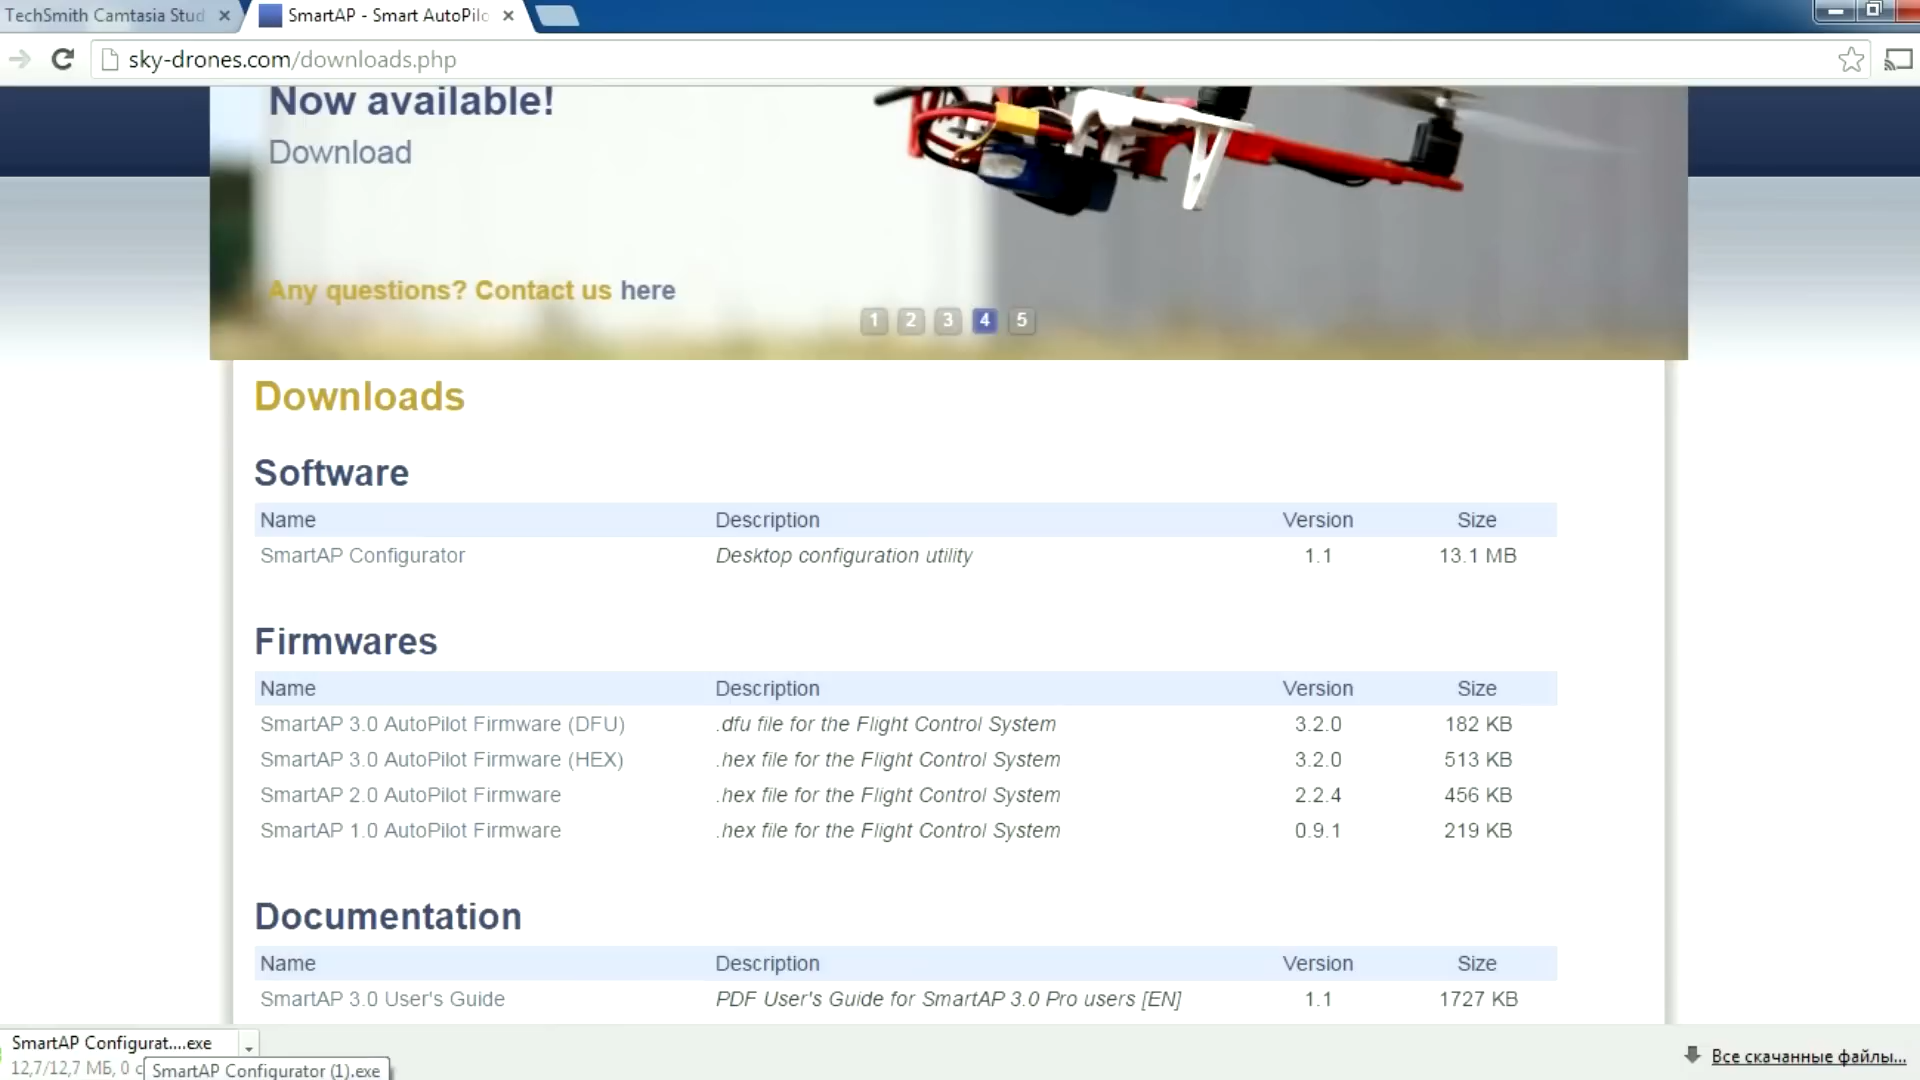 TechSmith Camtasia Stud
SmartAP - Smart AutoPilo
sky-drones.com/downloads.php
Now available!
Download
Any questions? Contact us here
1 2 3 4 5
Downloads
Software
Name Description Version Size
SmartAP Configurator Desktop configuration utility 1.1 13.1 MB
Firmwares
Name Description Version Size
SmartAP 3.0 AutoPilot Firmware (DFU) .dfu file for the Flight Control System 3.2.0 182 KB
SmartAP 3.0 AutoPilot Firmware (HEX) .hex file for the Flight Control System 3.2.0 513 KB
SmartAP 2.0 AutoPilot Firmware .hex file for the Flight Control System 2.2.4 456 KB
SmartAP 1.0 AutoPilot Firmware .hex file for the Flight Control System 0.9.1 219 KB
Documentation
Name Description Version Size
SmartAP 3.0 User's Guide PDF User's Guide for SmartAP 3.0 Pro users [EN] 1.1 1727 KB
SmartAP Configurat....exe
12,7/12,7 МБ, 0 с
SmartAP Configurator (1).exe
Все скачанные файлы...